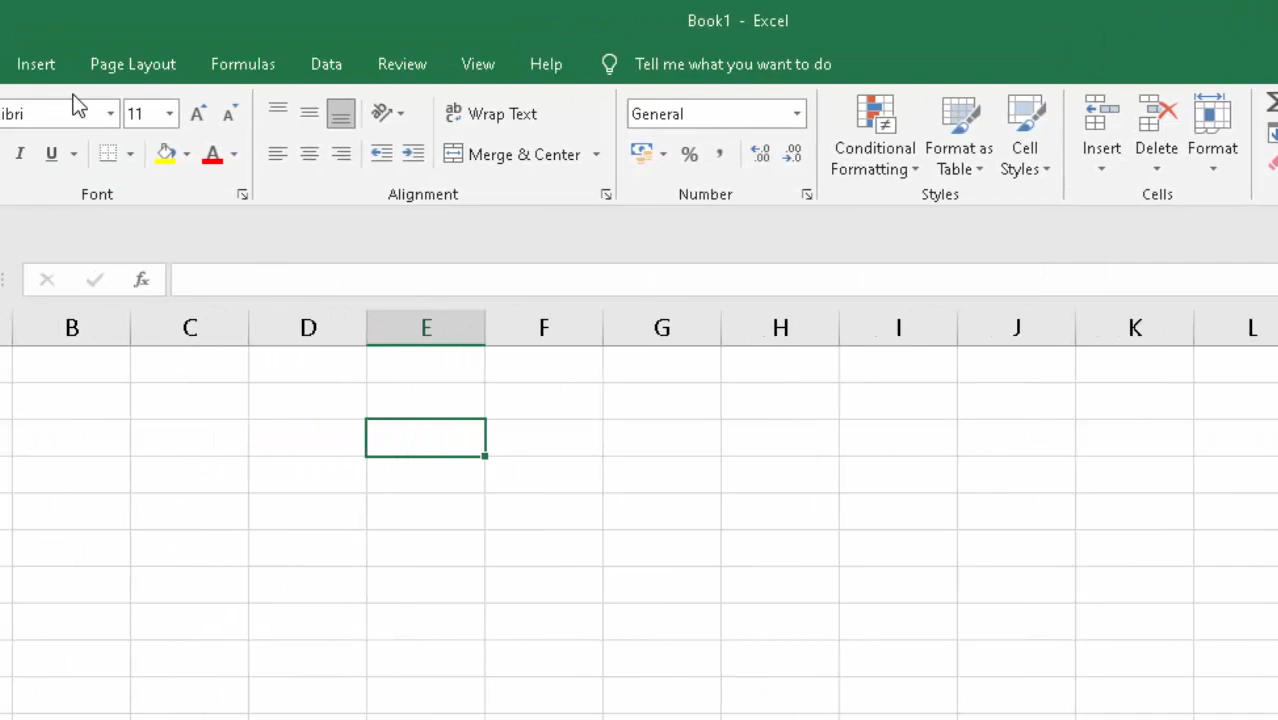 Book1 - Excel
Insert Page Layout Formulas Data Review View Help Tell me what you want to do
ibri 11 Wrap Text General
I U A Merge & Center % , .00 .00
Conditional Formatting Format as Table Cell Styles Insert Delete Format
Font Alignment Number Styles Cells
fx
B C D E F G H I J K L